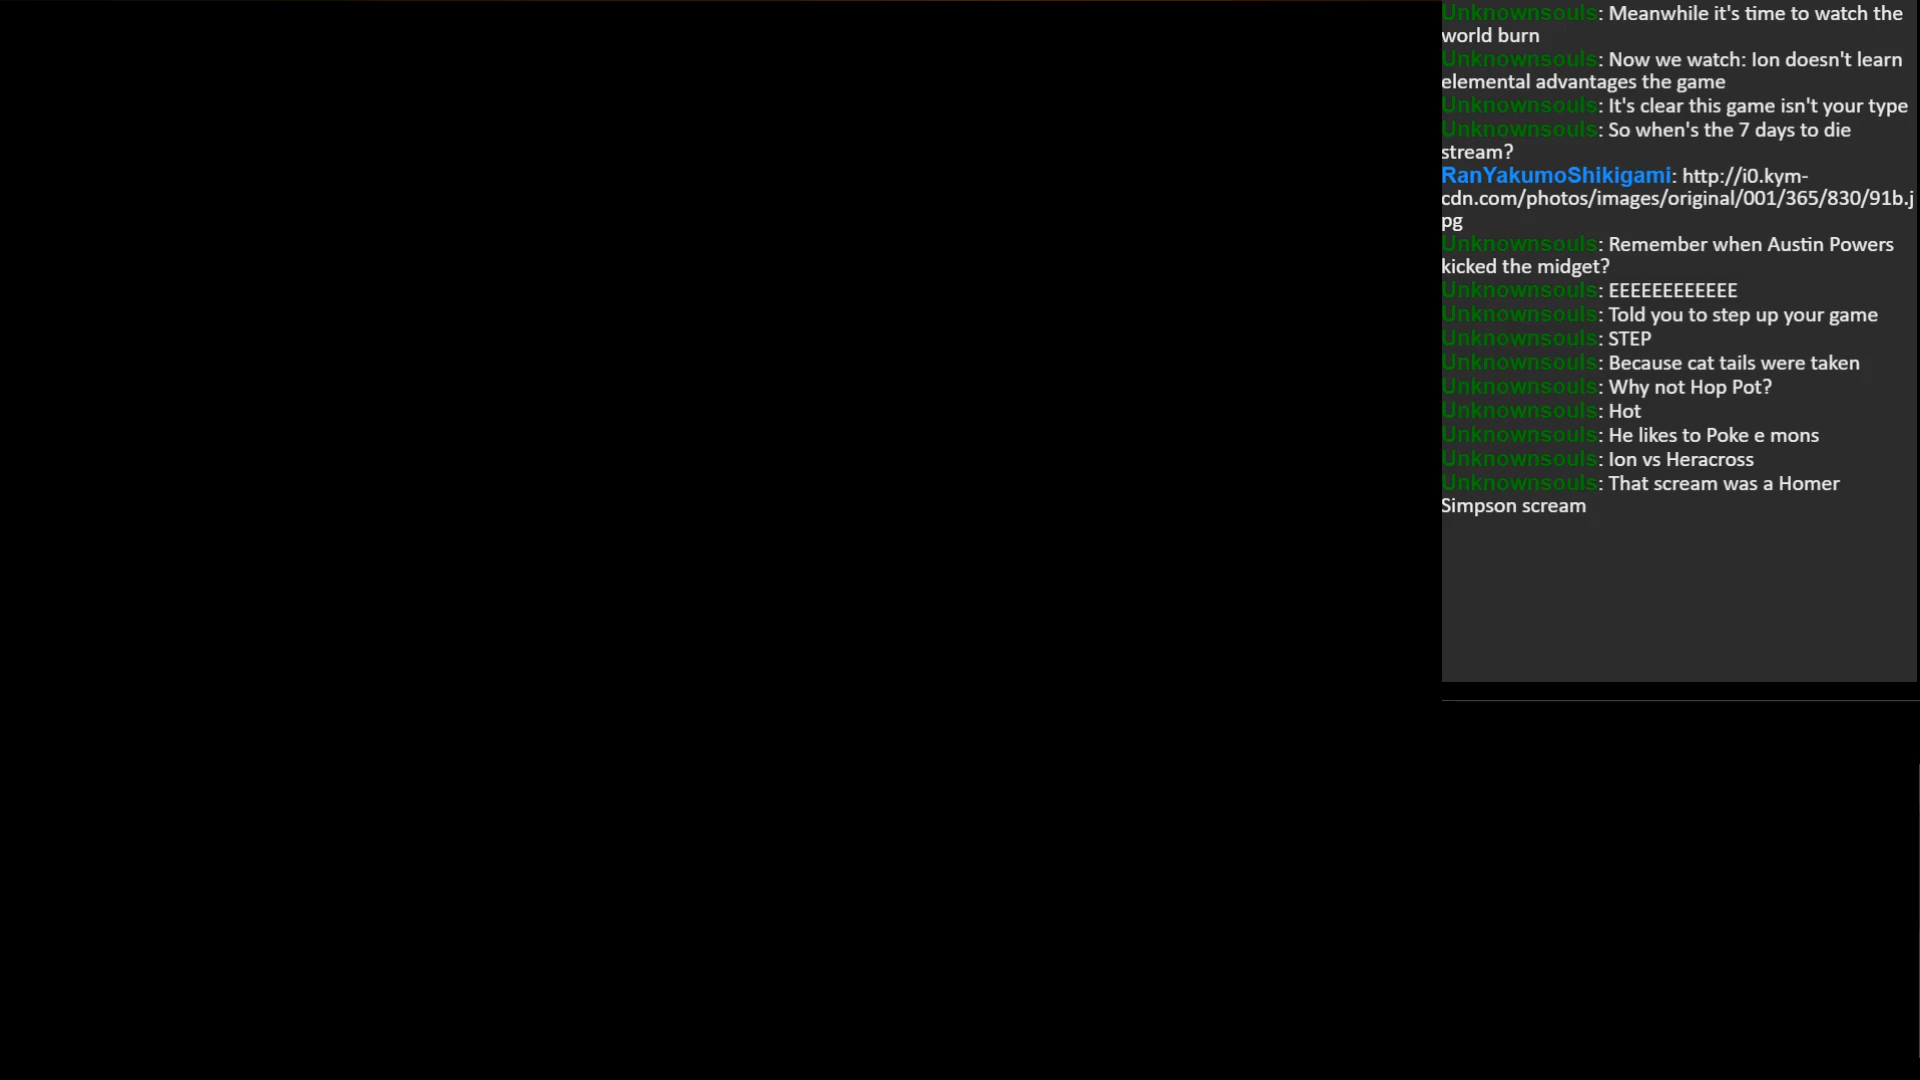 Unknownsouls: Meanwhile it's time to watch the
world burn
Unknownsouls: Now we watch: Ion doesn't learn
elemental advantages the game
Unknownsouls: It's clear this game isn't your type
Unknownsouls: So when's the 7 days to die
stream?
RanYakumoShikigami: http://i0.kym-
cdn.com/photos/images/original/001/365/830/91b.j
pg
Unknownsouls: Remember when Austin Powers
kicked the midget?
Unknownsouls: EEEEEEEEEEEE
Unknownsouls: Told you to step up your game
Unknownsouls: STEP
Unknownsouls: Because cat tails were taken
Unknownsouls: Why not Hop Pot?
Unknownsouls: Hot
Unknownsouls: He likes to Poke e mons
Unknownsouls: Ion vs Heracross
Unknownsouls: That scream was a Homer
Simpson scream